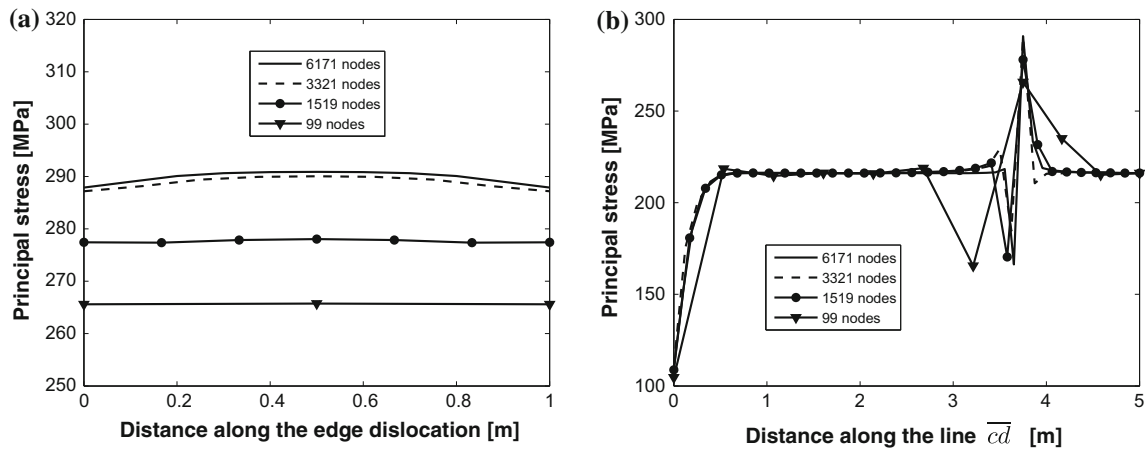 (a)
320
310
300
290
280
270
260
250
Principal stress [MPa]
6171 nodes
3321 nodes
1519 nodes
99 nodes
0
0.2
0.4
0.6
0.8
1
Distance along the edge dislocation [m]
(b)
300
250
200
150
100
Principal stress [MPa]
6171 nodes
3321 nodes
1519 nodes
99 nodes
0
1
2
3
4
5
Distance along the line cd [m]